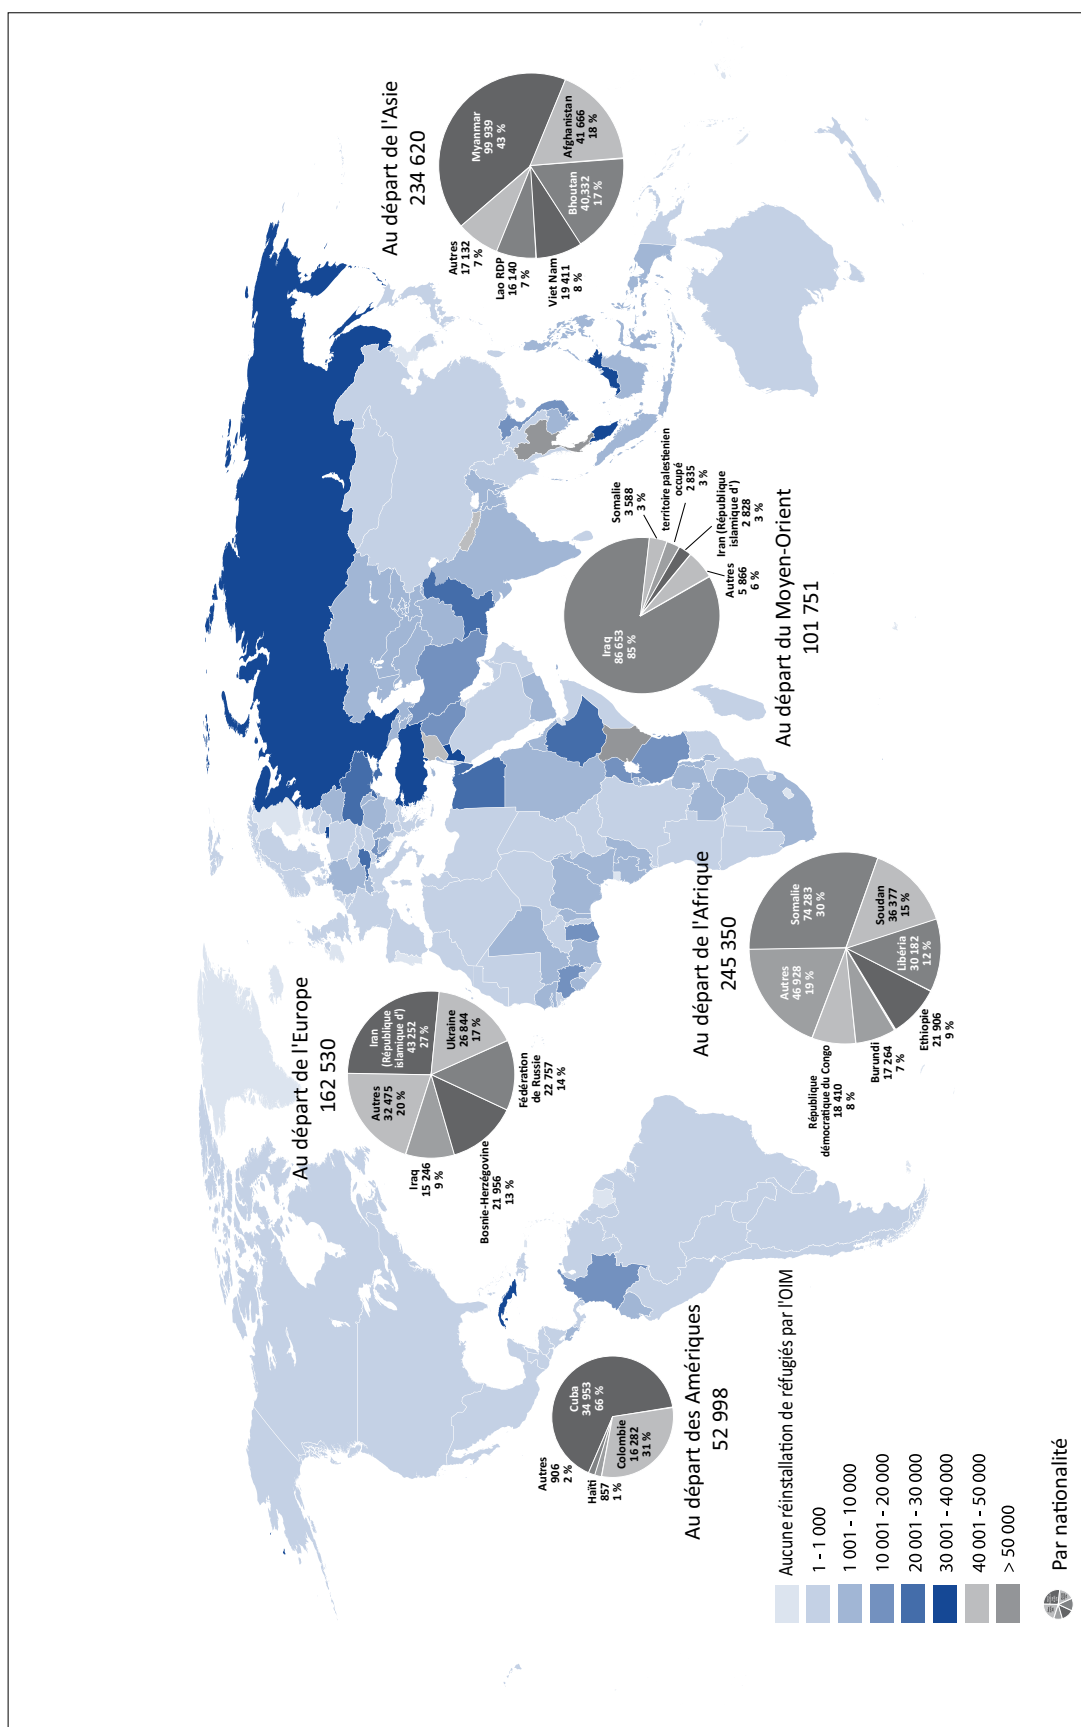 Au départ de l'Asie
234 620
Myanmar
99 939
43 %
Afghanistan
41 666
18 %
Bhoutan
40,332
17 %
Viet Nam
19 411
8 %
Lao RDP
16 140
7 %
Autres
17 132
7 %
Au départ du Moyen-Orient
101 751
Iraq
86 653
85 %
Somalie
3 588
3 %
territoire palestienien
occupé
2 835
3 %
Iran (République
islamique d')
2 828
3 %
Autres
5 866
6 %
Au départ de l'Europe
162 530
Iran
(République
islamique d')
43 252
27 %
Ukraine
26 844
17 %
Fédération
de Russie
22 757
14 %
Bosnie-Herzégovine
21 956
13 %
Iraq
15 246
9 %
Autres
32 475
20 %
Au départ de l'Afrique
245 350
Somalie
74 283
30 %
Soudan
36 377
15 %
Libéria
30 182
12 %
Ethiopie
21 906
9 %
Burundi
17 264
7 %
République
démocratique du Congo
18 410
8 %
Autres
46 928
19 %
Au départ des Amériques
52 998
Cuba
34 953
66 %
Colombie
16 282
31 %
Haïti
857
1 %
Autres
906
2 %
Aucune réinstallation de réfugiés par l'OIM
1 - 1 000
1 001 - 10 000
10 001 - 20 000
20 001 - 30 000
30 001 - 40 000
40 001 - 50 000
> 50 000
Par nationalité